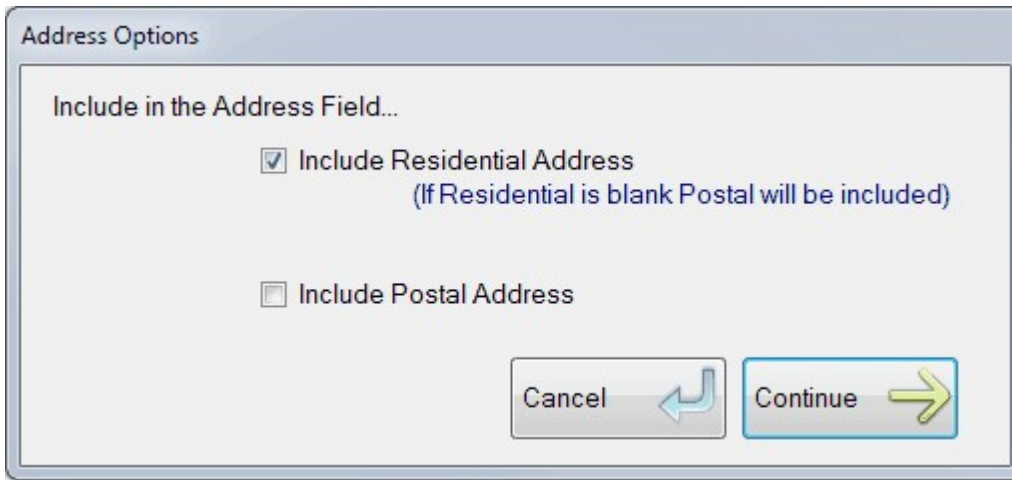 Address Options
Include in the Address Field...
Include Residential Address
(If Residential is blank Postal will be included)
Include Postal Address
Cancel
Continue